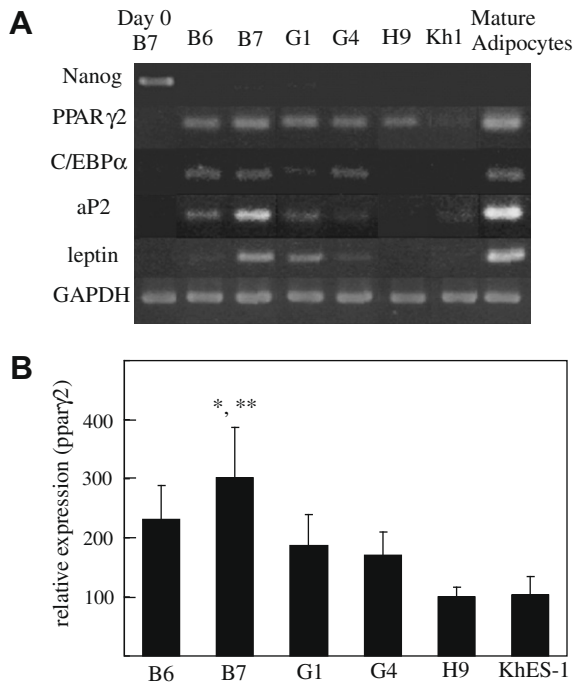 A
Day 0
B7 B6 B7 G1 G4 H9 Kh1 Mature Adipocytes
Nanog
PPARγ2
C/EBPα
aP2
leptin
GAPDH
B
relative expression (pparγ2)
400
300
200
100
*, **
B6 B7 G1 G4 H9 KhES-1